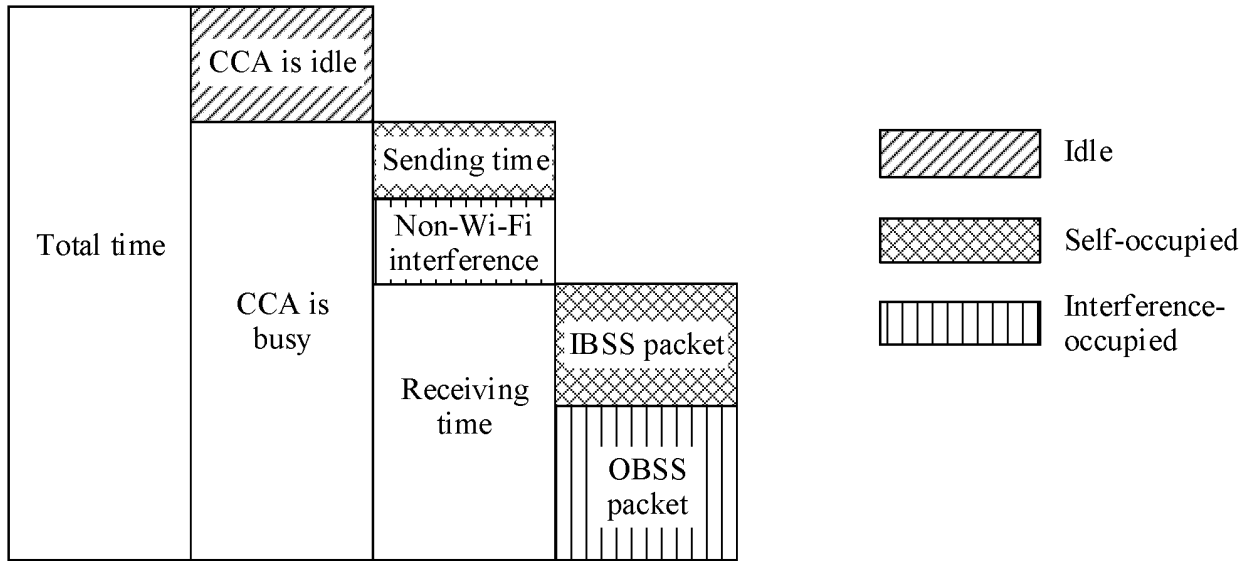 Total time
CCA is idle
CCA is
busy
Sending time
Non-Wi-Fi
interference
Receiving
time
IBSS packet
OBSS
packet
Idle
Self-occupied
Interference-
occupied